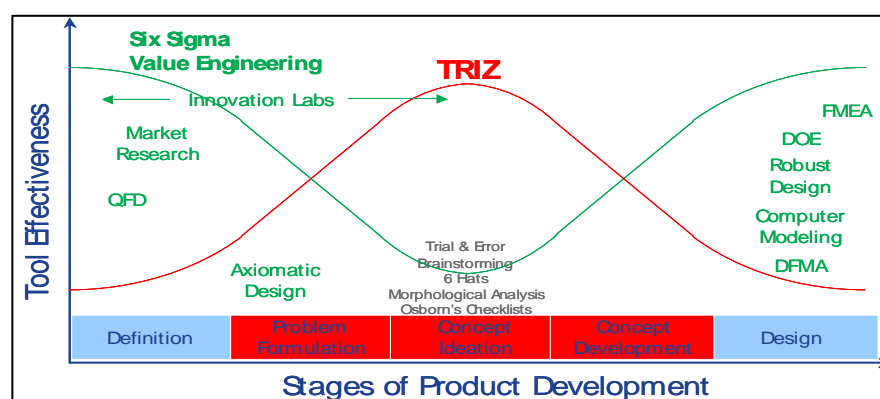 Six Sigma
Value Engineering
TRIZ
Innovation Labs
Market
Research
QFD
Axiomatic
Design
Trial & Error
Brainstorming
6 Hats
Morphological Analysis
Osborn's Checklists
FMEA
DOE
Robust
Design
Computer
Modeling
DFMA
Tool Effectiveness
Definition
Problem
Formulation
Concept
Ideation
Concept
Development
Design
Stages of Product Development